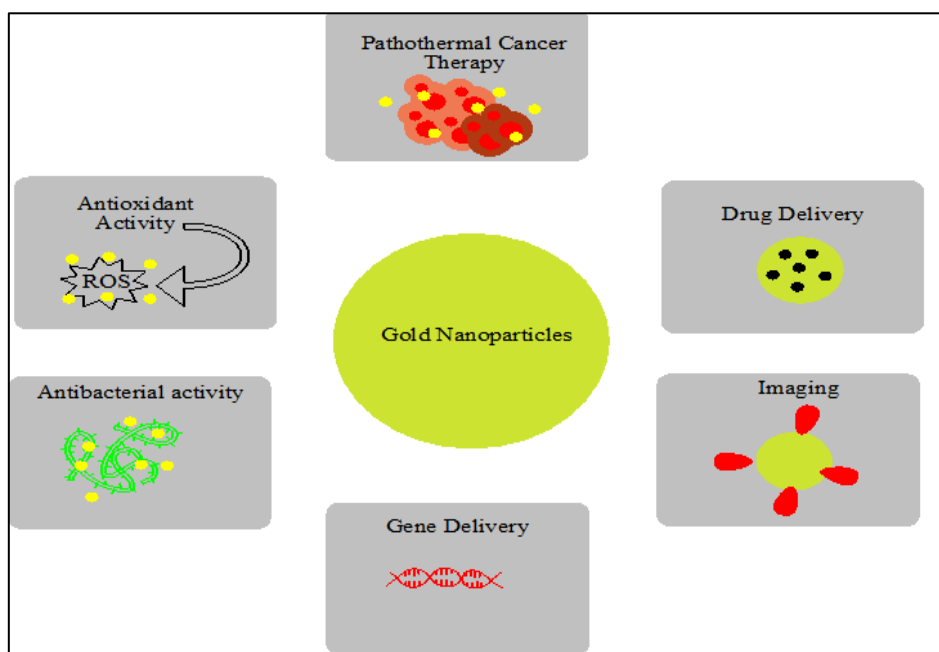 Pathothermal Cancer
Therapy
Antioxidant
Activity
ROS
Drug Delivery
Gold Nanoparticles
Antibacterial activity
Imaging
Gene Delivery